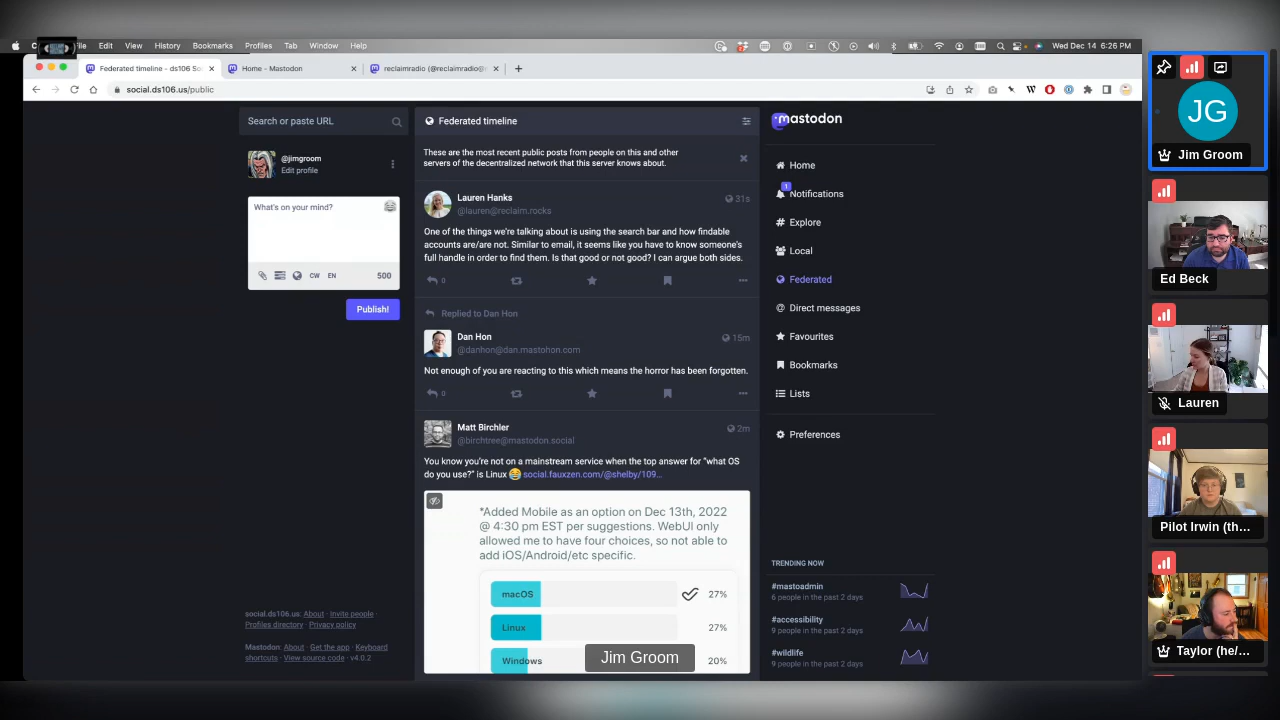 File Edit View History Bookmarks Profiles Tab Window Help
Wed Dec 14 6:26 PM
Federated timeline - ds106 So
Home - Mastodon
reclaimradio (@reclaimradio@r
social.ds106.us/public
Search or paste URL
@jimgroom
Edit profile
What's on your mind?
CW EN 500
Publish!
social.ds106.us: About · Invite people ·
Profiles directory · Privacy policy
Mastodon: About · Get the app · Keyboard
shortcuts · View source code · v4.0.2
Federated timeline
These are the most recent public posts from people on this and other
servers of the decentralized network that this server knows about.
Lauren Hanks
31s
@lauren@reclaim.rocks
One of the things we're talking about is using the search bar and how findable
accounts are/are not. Similar to email, it seems like you have to know someone's
full handle in order to find them. Is that good or not good? I can argue both sides.
0
Replied to Dan Hon
Dan Hon
15m
@danhon@dan.mastohon.com
Not enough of you are reacting to this which means the horror has been forgotten.
0
Matt Birchler
2m
@birchtree@mastodon.social
You know you're not on a mainstream service when the top answer for "what OS
do you use?" is Linux 😂 social.fauxzen.com/@shelby/109…
*Added Mobile as an option on Dec 13th, 2022
@ 4:30 pm EST per suggestions. WebUI only
allowed me to have four choices, so not able to
add iOS/Android/etc specific.
macOS 27%
Linux 27%
Windows 20%
Jim Groom
mastodon
Home
1
Notifications
Explore
Local
Federated
Direct messages
Favourites
Bookmarks
Lists
Preferences
TRENDING NOW
#mastoadmin
6 people in the past 2 days
#accessibility
9 people in the past 2 days
#wildlife
9 people in the past 2 days
JG
Jim Groom
Ed Beck
Lauren
Pilot Irwin (th...
Taylor (he/...